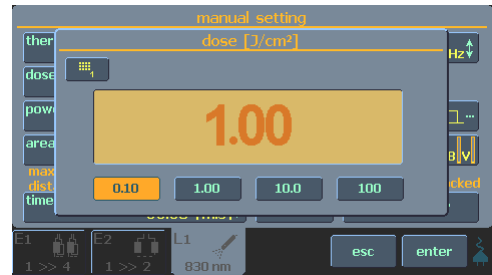 manual setting
dose [J/cm²]
ther
Hz
dose
1
1.00
powe
area
B V
0.10 1.00 10.0 100
max
dist
cked
time
E1 E2 L1
1 >> 4 1 >> 2 830 nm
esc enter